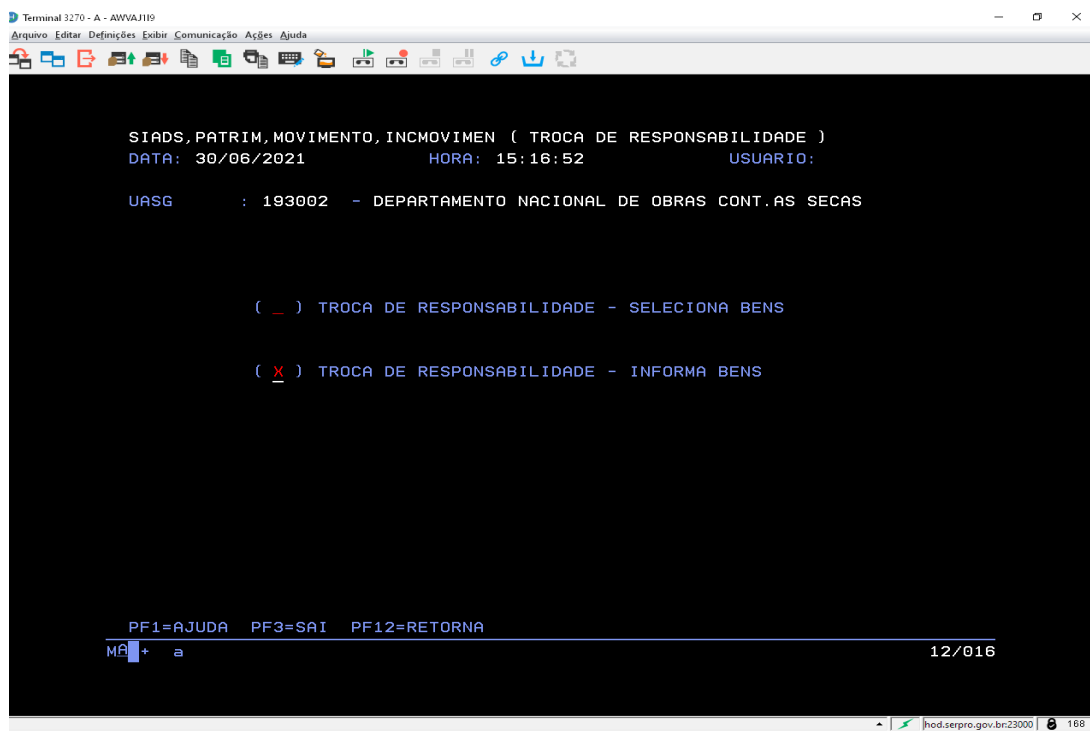 Terminal 3270 - A - AWVAJ1I9
Arquivo Editar Definições Exibir Comunicação Ações Ajuda
SIADS,PATRIM,MOVIMENTO,INCMOVIMEN ( TROCA DE RESPONSABILIDADE )
DATA: 30/06/2021 HORA: 15:16:52 USUARIO:
UASG : 193002 - DEPARTAMENTO NACIONAL DE OBRAS CONT.AS SECAS
( _ ) TROCA DE RESPONSABILIDADE - SELECIONA BENS
( X ) TROCA DE RESPONSABILIDADE - INFORMA BENS
PF1=AJUDA PF3=SAI PF12=RETORNA
MA + a 12/016
hod.serpro.gov.br:23000 168